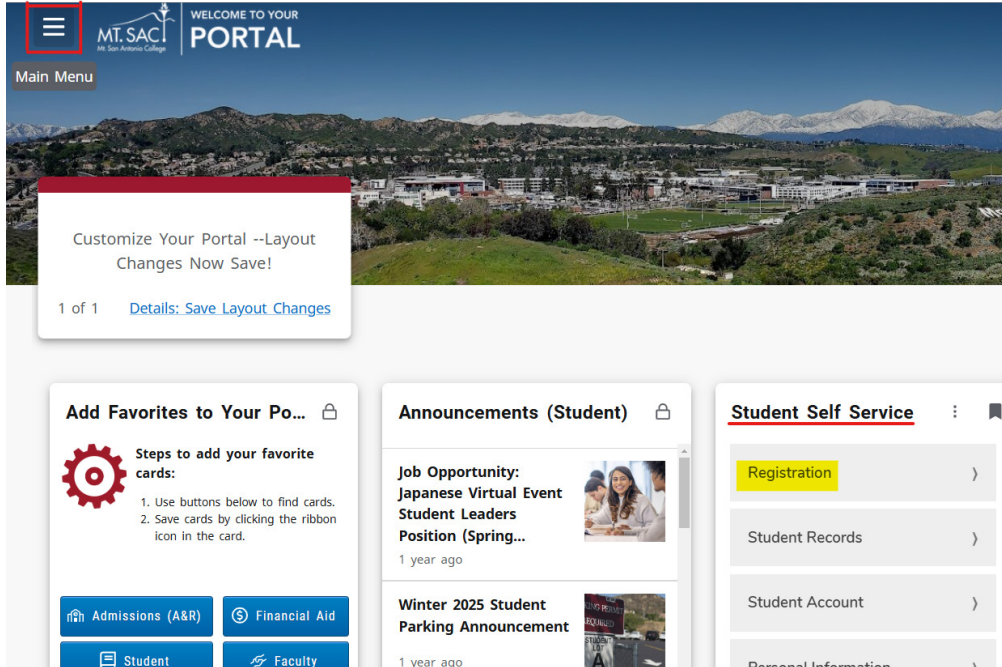 WELCOME TO YOUR
MT. SAC
PORTAL
Mt. San Antonio College
Main Menu
Customize Your Portal --Layout
Changes Now Save!
1 of 1 Details: Save Layout Changes
Add Favorites to Your Po...
Steps to add your favorite
cards:
1. Use buttons below to find cards.
2. Save cards by clicking the ribbon
icon in the card.
Admissions (A&R)
Financial Aid
Student
Faculty
Announcements (Student)
Job Opportunity:
Japanese Virtual Event
Student Leaders
Position (Spring...
1 year ago
Winter 2025 Student
Parking Announcement
1 year ago
STUDENT
LOT
A
Student Self Service
Registration
Student Records
Student Account
Personal Information